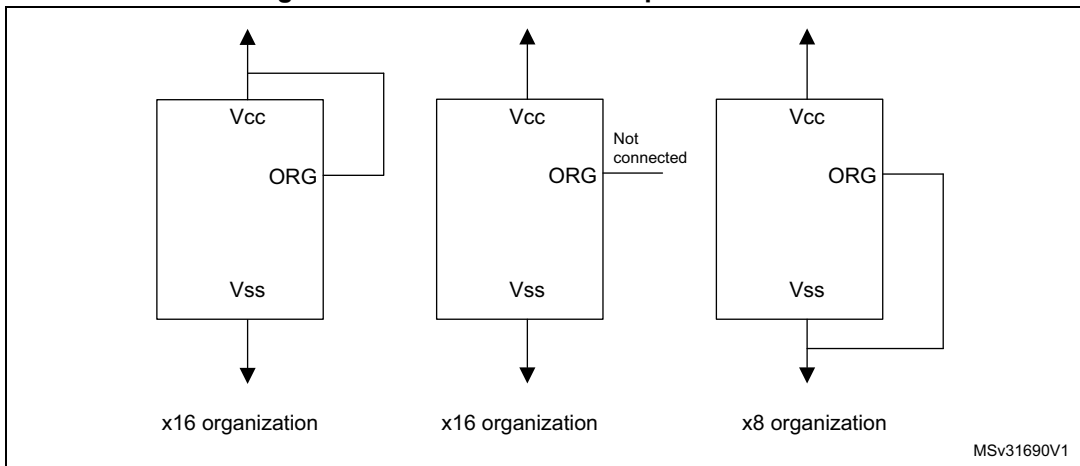 Vcc
ORG
Vss
x16 organization
Vcc
Not
connected
ORG
Vss
x16 organization
Vcc
ORG
Vss
x8 organization
MSv31690V1